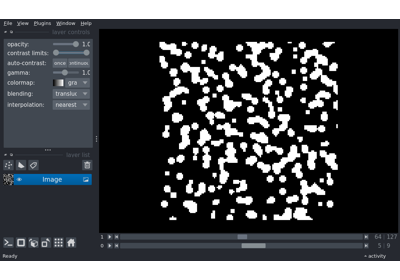 File View Plugins Window Help
layer controls
opacity: 1.0
contrast limits:
auto-contrast: once
gamma: 1.0
colormap: gra
blending: translu
interpolation: nearest
layer list
Image
1 64 127
0 5 9
Ready activity